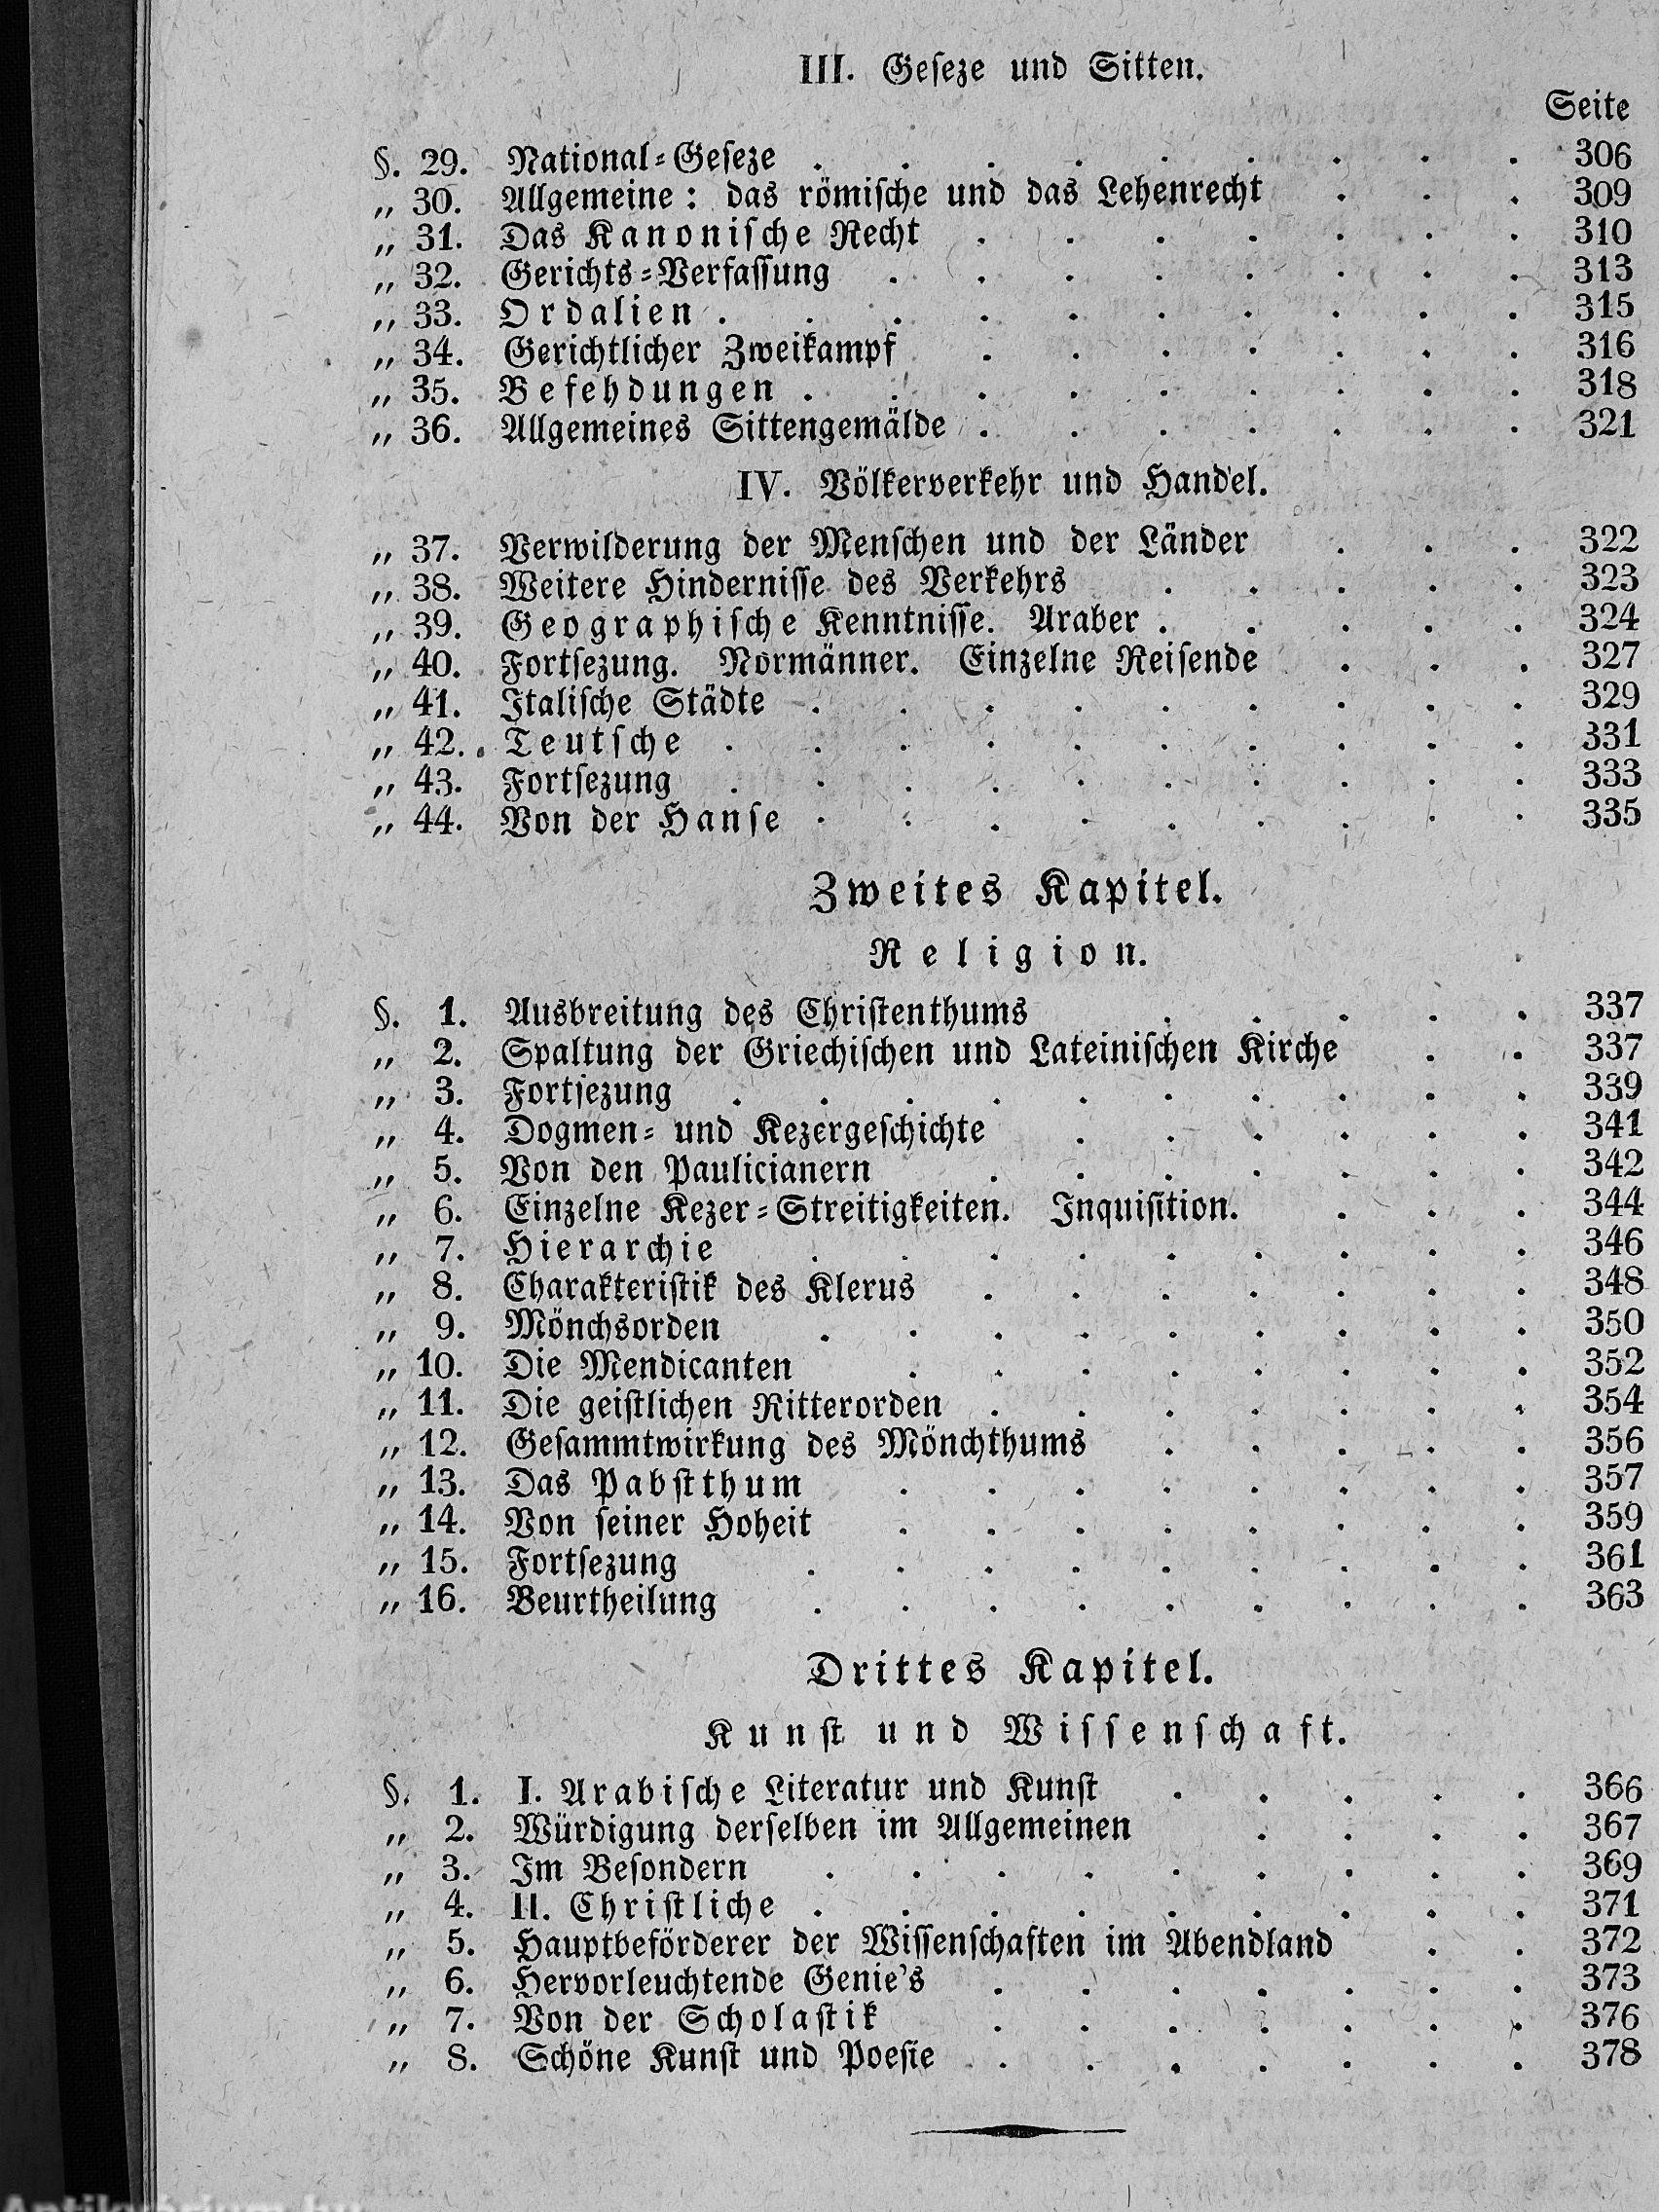 III. Geſeze und Sitten.
Seite
§. 29. National-Geſeze . . . . . . . . . 306
„ 30. Allgemeine: das römiſche und das Lehenrecht . . . 309
„ 31. Das Kanoniſche Recht . . . . . . . 310
„ 32. Gerichts-Verfaſſung . . . . . . . . 313
„ 33. Ordalien . . . . . . . . . . 315
„ 34. Gerichtlicher Zweikampf . . . . . . . 316
„ 35. Befehdungen . . . . . . . . . 318
„ 36. Allgemeines Sittengemälde . . . . . . . 321
IV. Völkerverkehr und Handel.
„ 37. Verwilderung der Menſchen und der Länder . . . 322
„ 38. Weitere Hinderniſſe des Verkehrs . . . . . 323
„ 39. Geographiſche Kenntniſſe. Araber . . . . . 324
„ 40. Fortſezung. Normänner. Einzelne Reiſende . . . 327
„ 41. Italiſche Städte . . . . . . . . . 329
„ 42. Teutſche . . . . . . . . . . 331
„ 43. Fortſezung . . . . . . . . . . 333
„ 44. Von der Hanſe . . . . . . . . . 335
Zweites Kapitel.
Religion.
§. 1. Ausbreitung des Chriſtenthums . . . . . 337
„ 2. Spaltung der Griechiſchen und Lateiniſchen Kirche . . 337
„ 3. Fortſezung . . . . . . . . . . 339
„ 4. Dogmen- und Kezergeſchichte . . . . . . 341
„ 5. Von den Paulicianern . . . . . . . 342
„ 6. Einzelne Kezer-Streitigkeiten. Inquiſition. . . . 344
„ 7. Hierarchie . . . . . . . . . 346
„ 8. Charakteriſtik des Klerus . . . . . . . 348
„ 9. Mönchsorden . . . . . . . . . 350
„ 10. Die Mendicanten . . . . . . . . 352
„ 11. Die geiſtlichen Ritterorden . . . . . . . 354
„ 12. Geſammtwirkung des Mönchthums . . . . . 356
„ 13. Das Pabſtthum . . . . . . . . 357
„ 14. Von ſeiner Hoheit . . . . . . . . 359
„ 15. Fortſezung . . . . . . . . . 361
„ 16. Beurtheilung . . . . . . . . . 363
Drittes Kapitel.
Kunſt und Wiſſenſchaft.
§. 1. I. Arabiſche Literatur und Kunſt . . . . . 366
„ 2. Würdigung derſelben im Allgemeinen . . . . 367
„ 3. Im Beſondern . . . . . . . . . 369
„ 4. II. Chriſtliche . . . . . . . . . 371
„ 5. Hauptbeförderer der Wiſſenſchaften im Abendland . . 372
„ 6. Hervorleuchtende Genie's . . . . . . . 373
„ 7. Von der Scholaſtik . . . . . . . 376
„ 8. Schöne Kunſt und Poeſie . . . . . . . 378